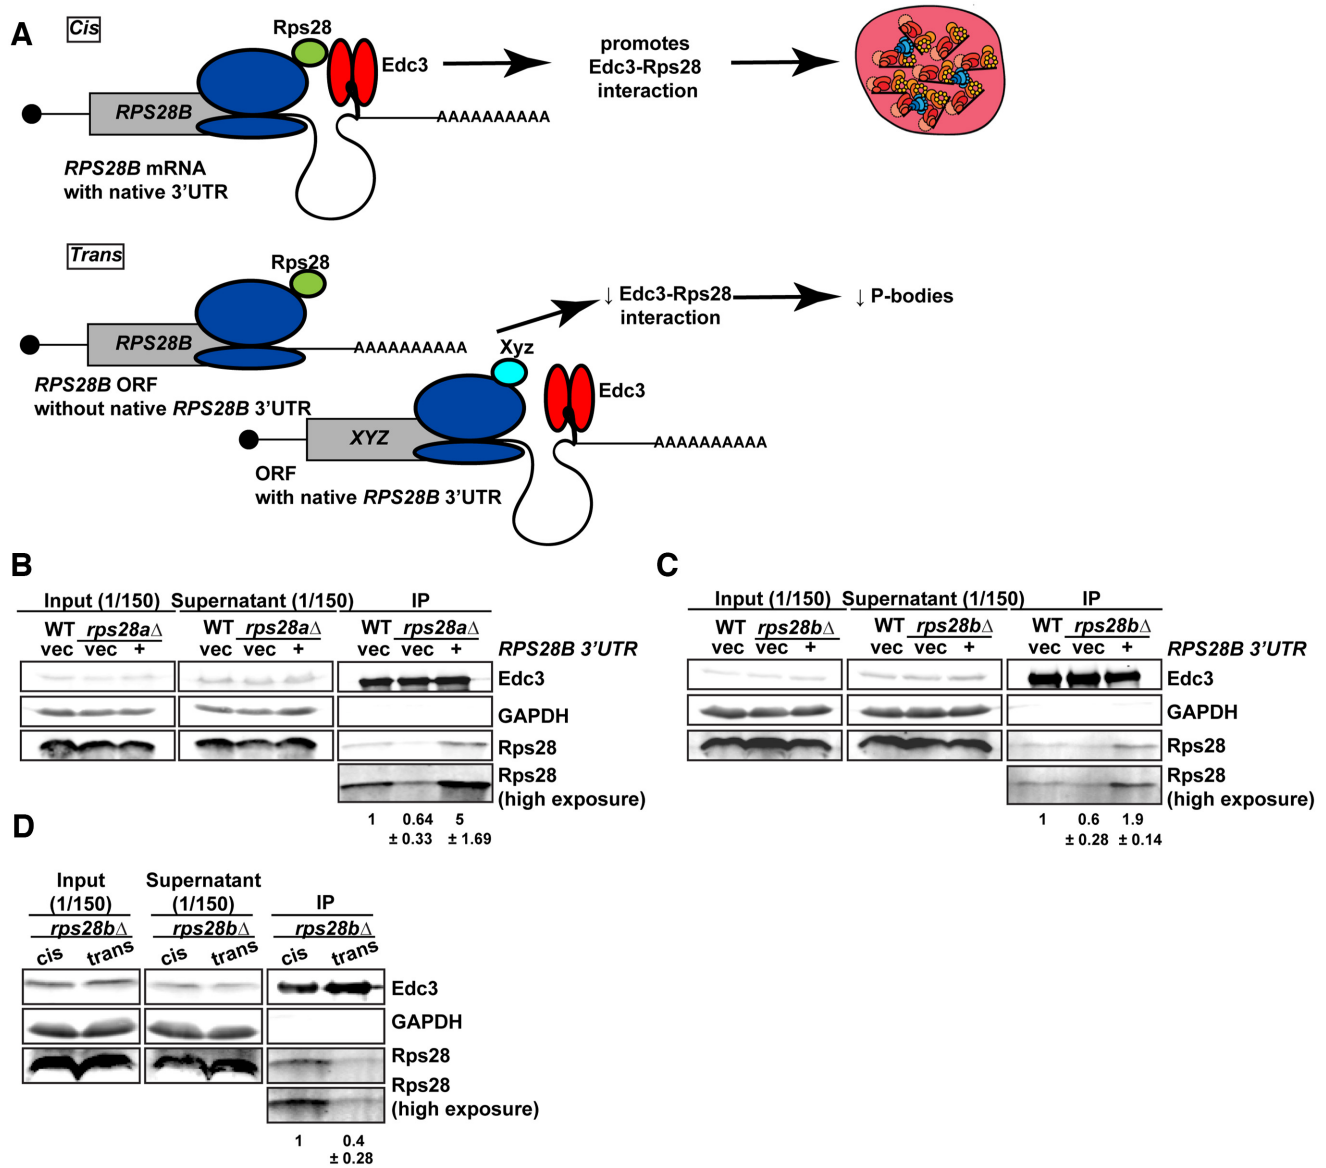 A
Cis
Rps28
Edc3
promotes
Edc3-Rps28
interaction
RPS28B
AAAAAAAAAA
RPS28B mRNA
with native 3'UTR
Trans
Rps28
RPS28B
AAAAAAAAAA
RPS28B ORF
without native RPS28B 3'UTR
↓ Edc3-Rps28
interaction
↓ P-bodies
Xyz
Edc3
XYZ
AAAAAAAAAA
ORF
with native RPS28B 3'UTR
B
Input (1/150) Supernatant (1/150) IP
WT rps28aΔ WT rps28aΔ WT rps28aΔ
vec vec + vec vec + vec vec + RPS28B 3'UTR
Edc3
GAPDH
Rps28
Rps28
(high exposure)
1 0.64 5
± 0.33 ± 1.69
C
Input (1/150) Supernatant (1/150) IP
WT rps28bΔ WT rps28bΔ WT rps28bΔ
vec vec + vec vec + vec vec + RPS28B 3'UTR
Edc3
GAPDH
Rps28
Rps28
(high exposure)
1 0.6 1.9
± 0.28 ± 0.14
D
Input Supernatant
(1/150) (1/150) IP
rps28bΔ rps28bΔ rps28bΔ
cis trans cis trans cis trans
Edc3
GAPDH
Rps28
Rps28
(high exposure)
1 0.4
± 0.28